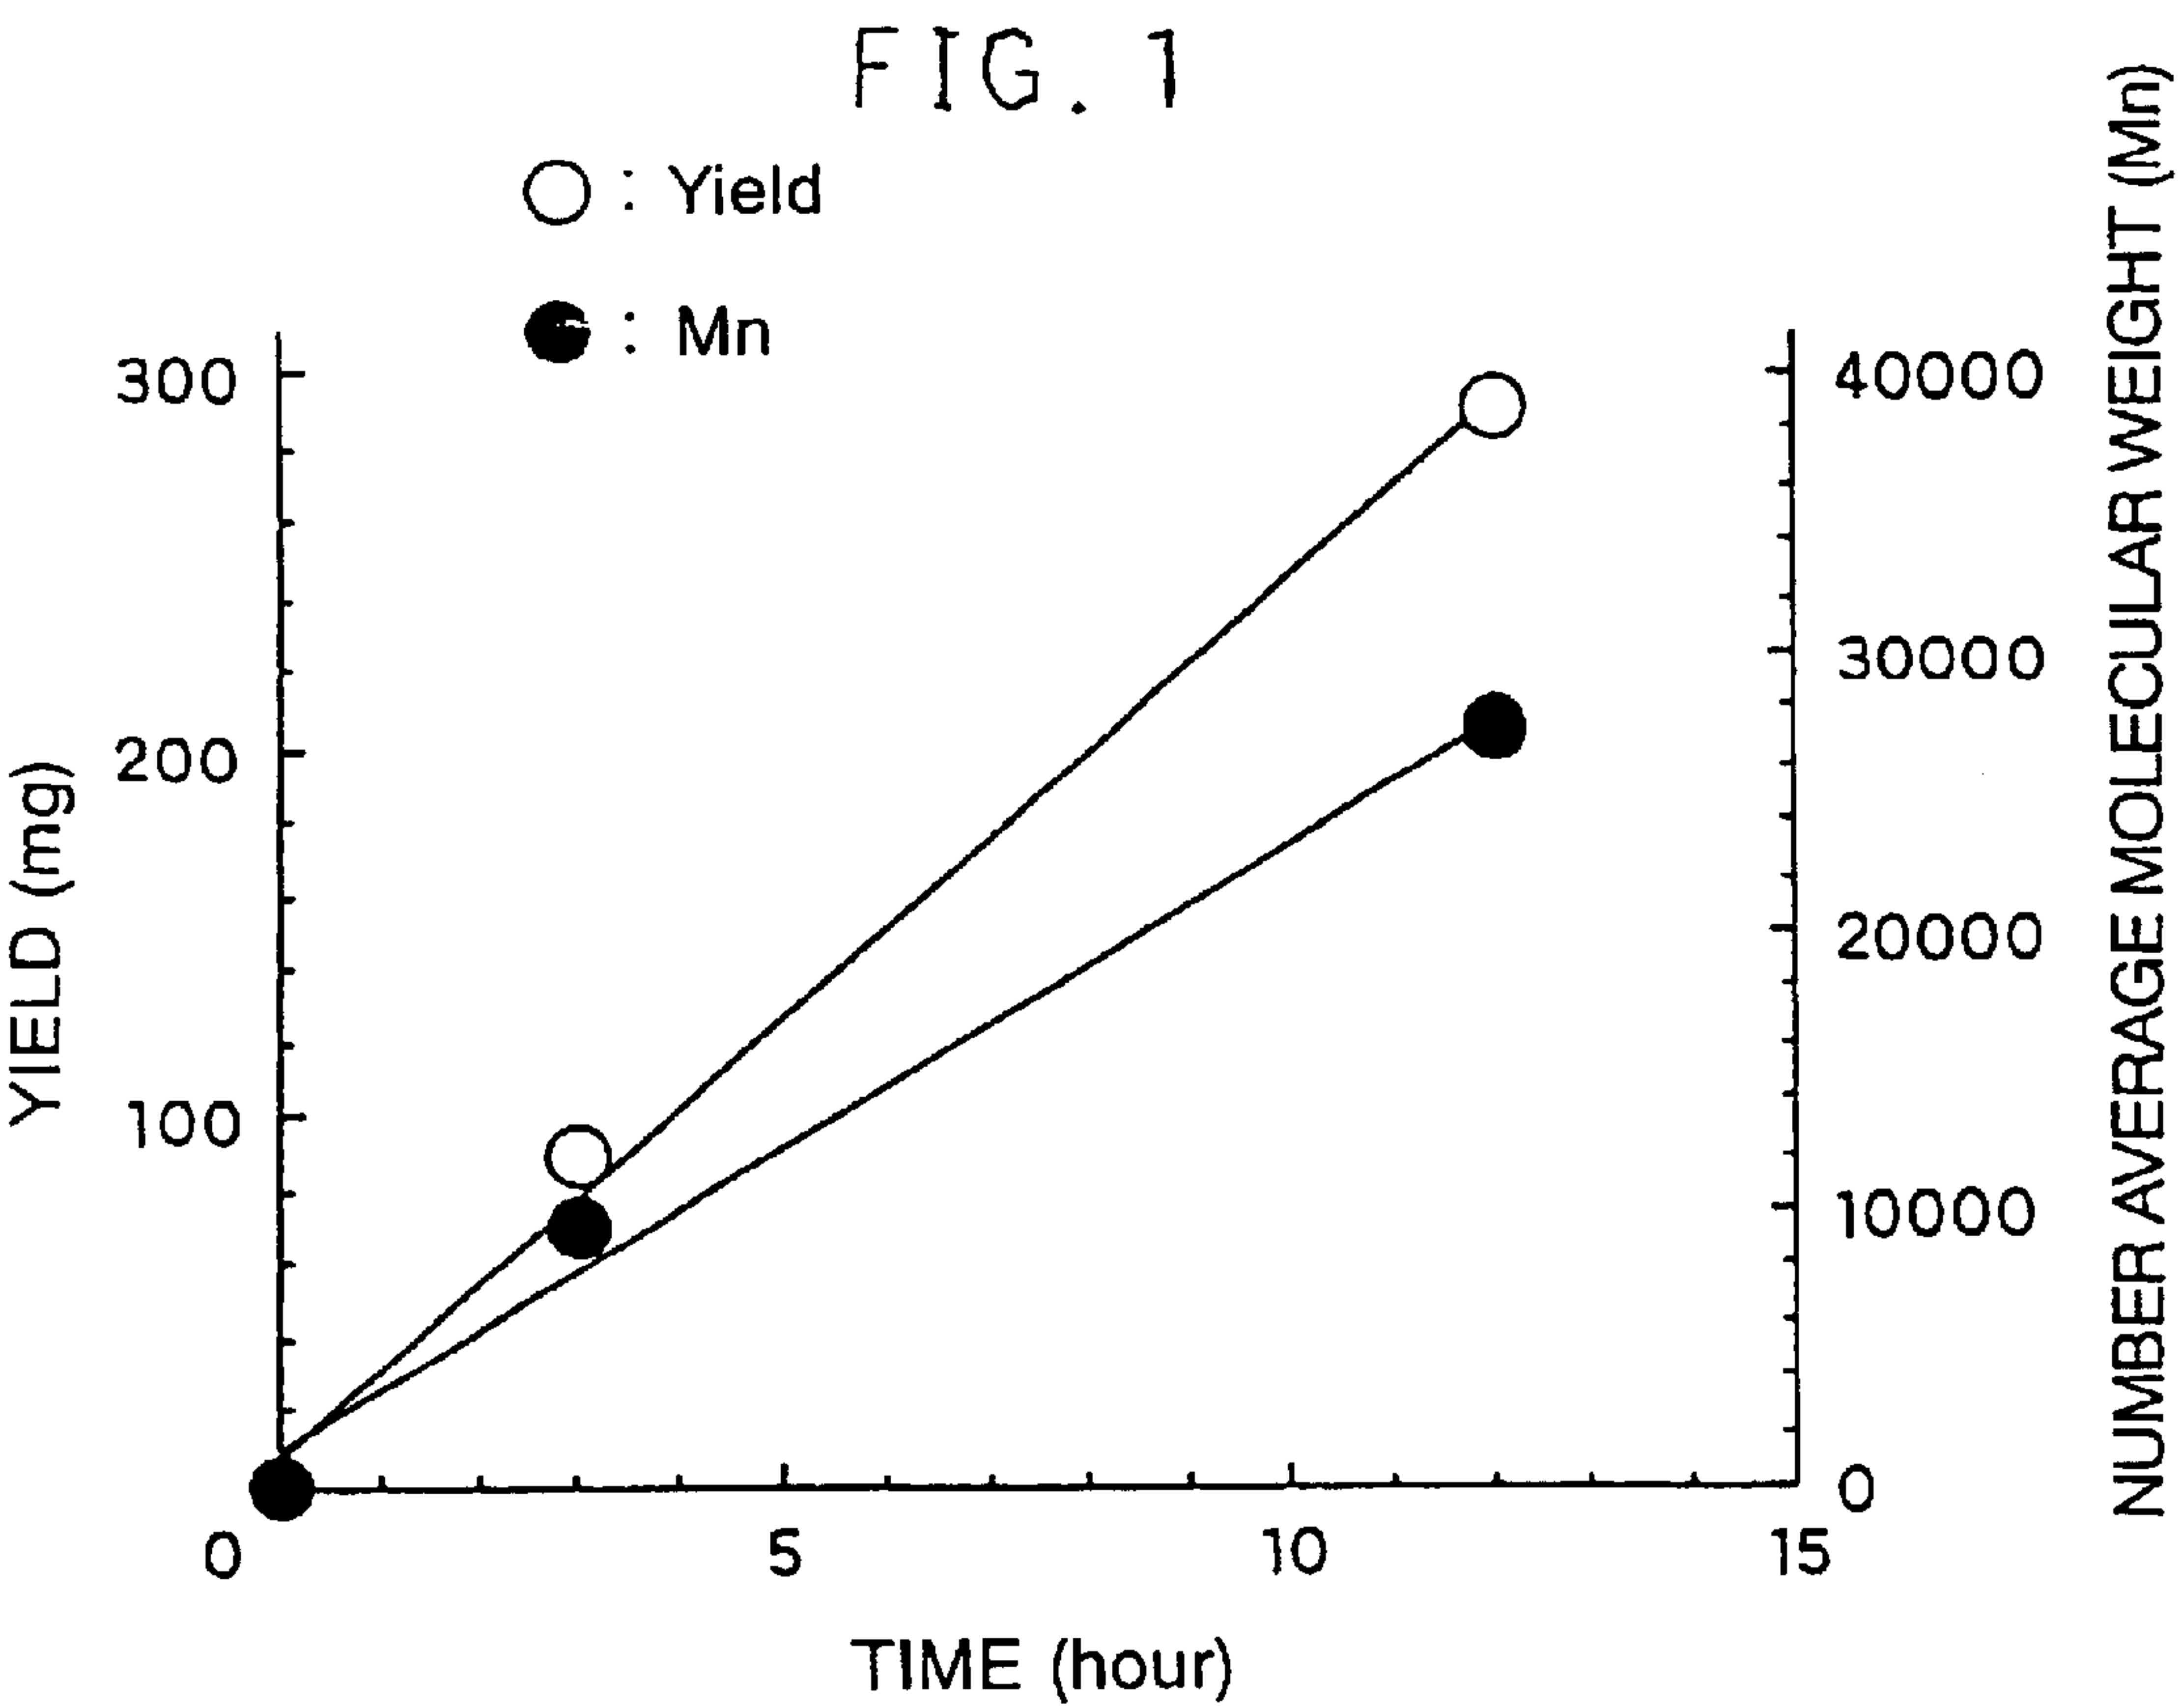 FIG. 1
: Yield
: Mn
300
200
100
YIELD (mg)
40000
30000
20000
10000
0
NUMBER AVERAGE MOLECULAR WEIGHT (Mn)
0 5 10 15
TIME (hour)